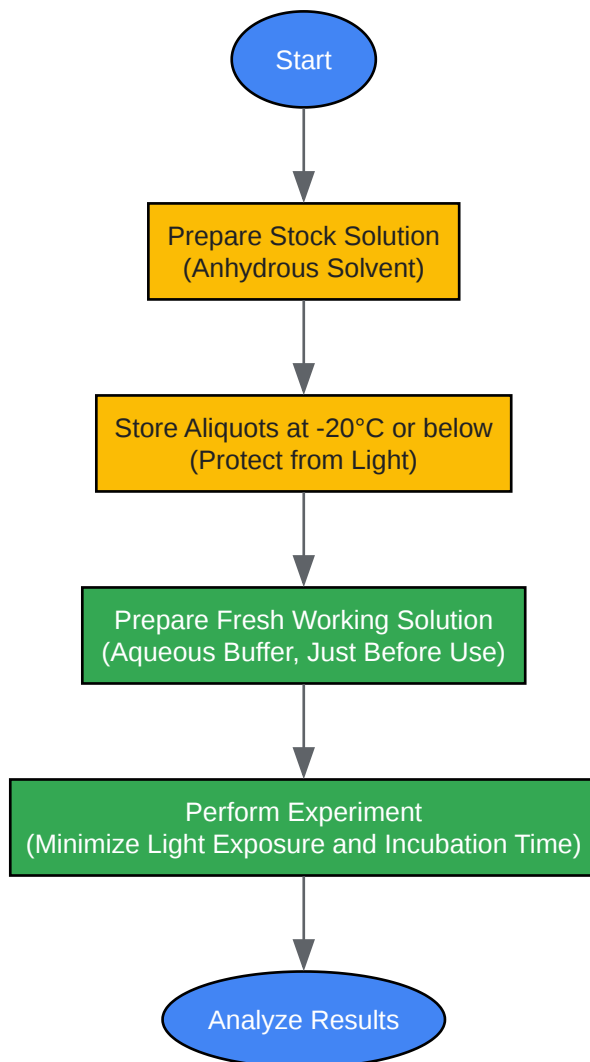 Start
Prepare Stock Solution
(Anhydrous Solvent)
Store Aliquots at -20°C or below
(Protect from Light)
Prepare Fresh Working Solution
(Aqueous Buffer, Just Before Use)
Perform Experiment
(Minimize Light Exposure and Incubation Time)
Analyze Results